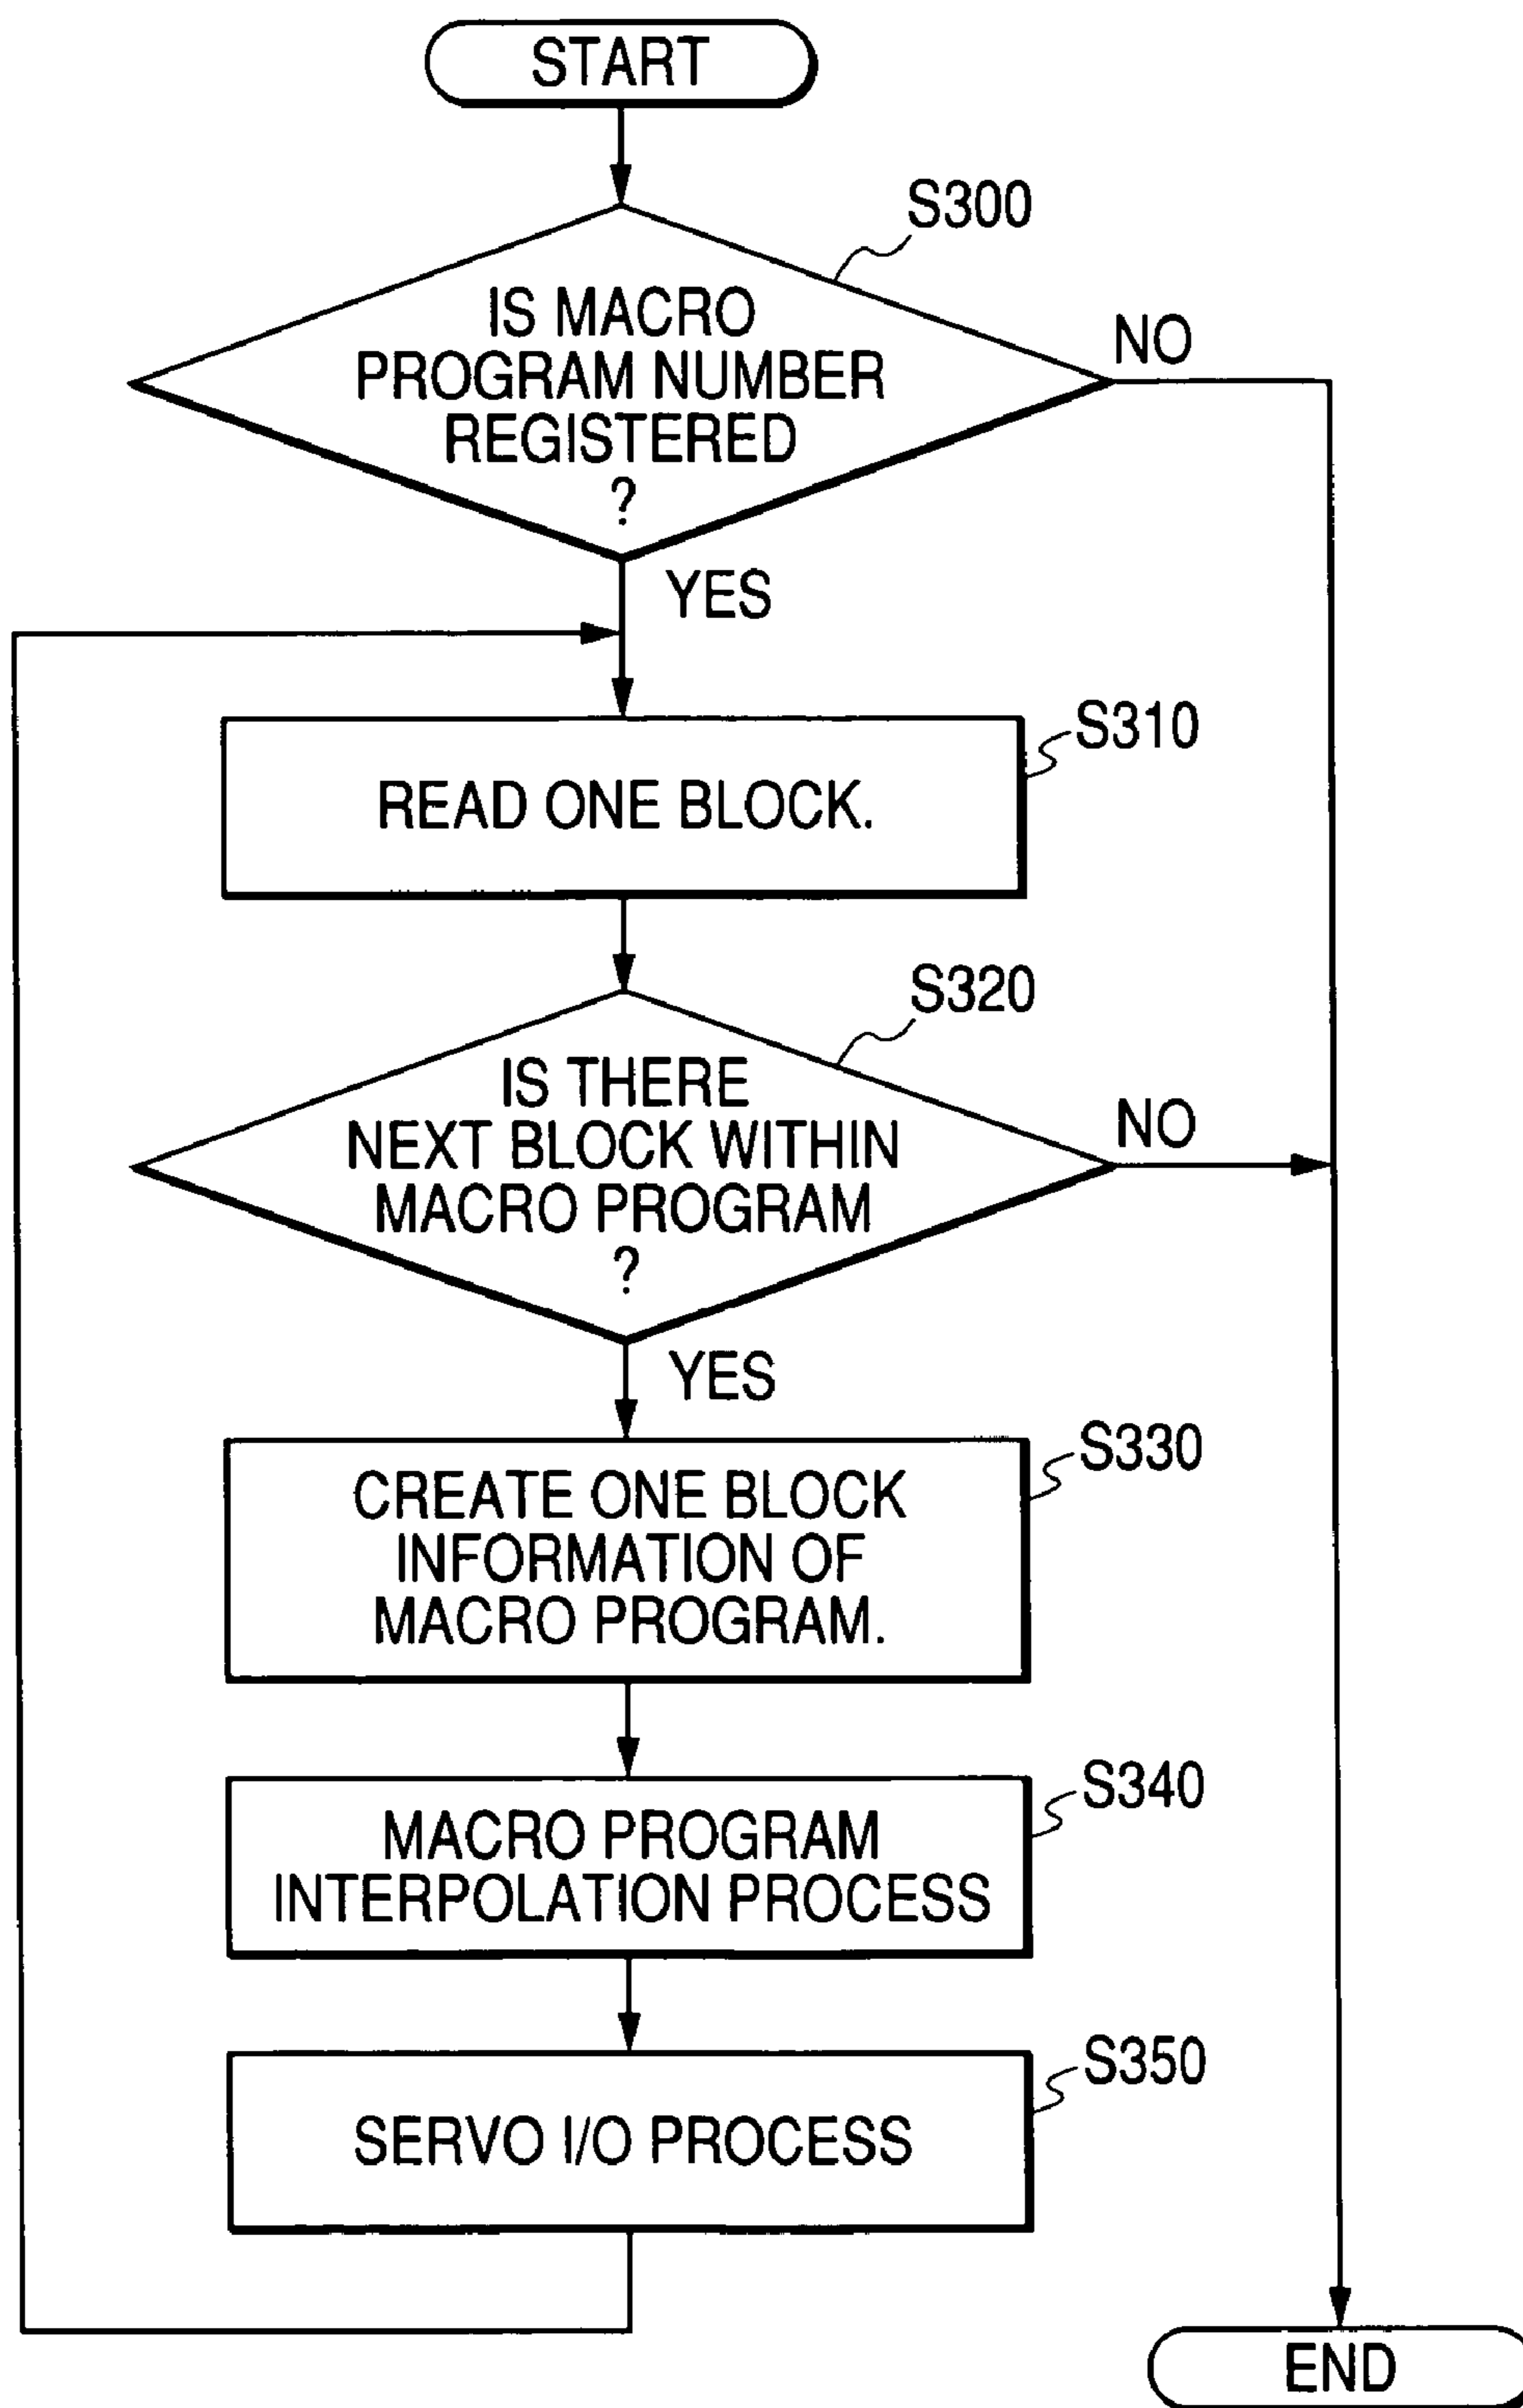 START
S300
IS MACRO
PROGRAM NUMBER
REGISTERED
?
NO
YES
S310
READ ONE BLOCK.
S320
IS THERE
NEXT BLOCK WITHIN
MACRO PROGRAM
?
NO
YES
S330
CREATE ONE BLOCK
INFORMATION OF
MACRO PROGRAM.
S340
MACRO PROGRAM
INTERPOLATION PROCESS
S350
SERVO I/O PROCESS
END